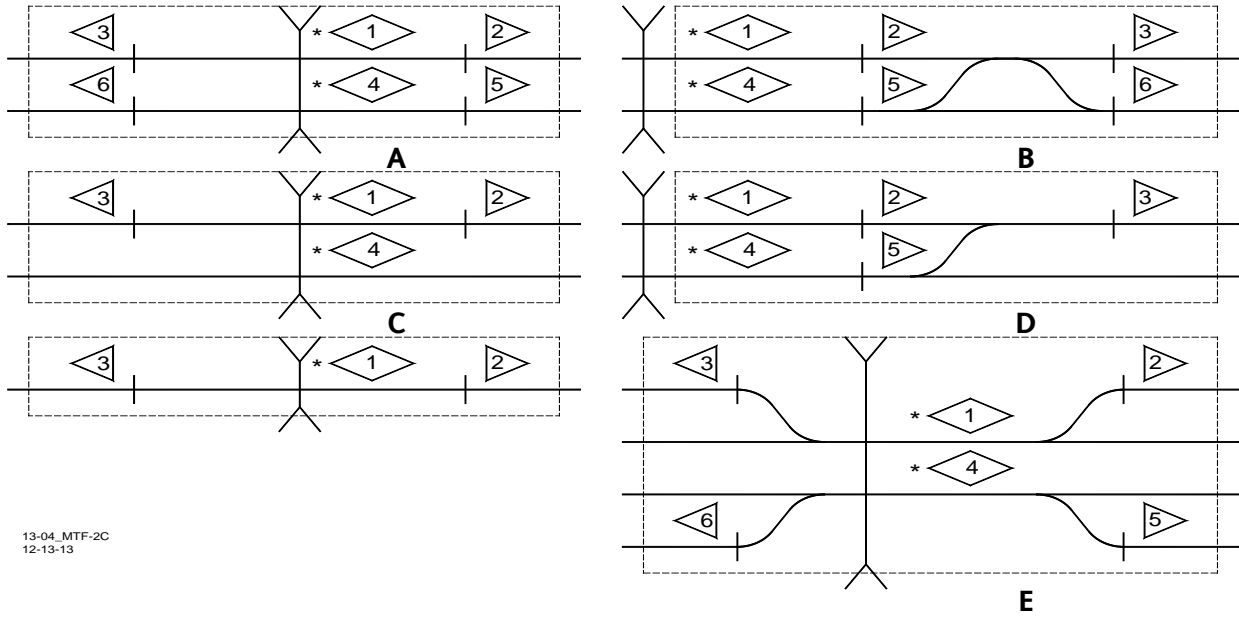 3 * 1 2
6 * 4 5
A
* 1 2 3
* 4 5 6
B
3 * 1 2
* 4
C
* 1 2 3
* 4 5
D
3 * 1 2
3 2
* 1
* 4
6 5
E
13-04_MTF-2C
12-13-13